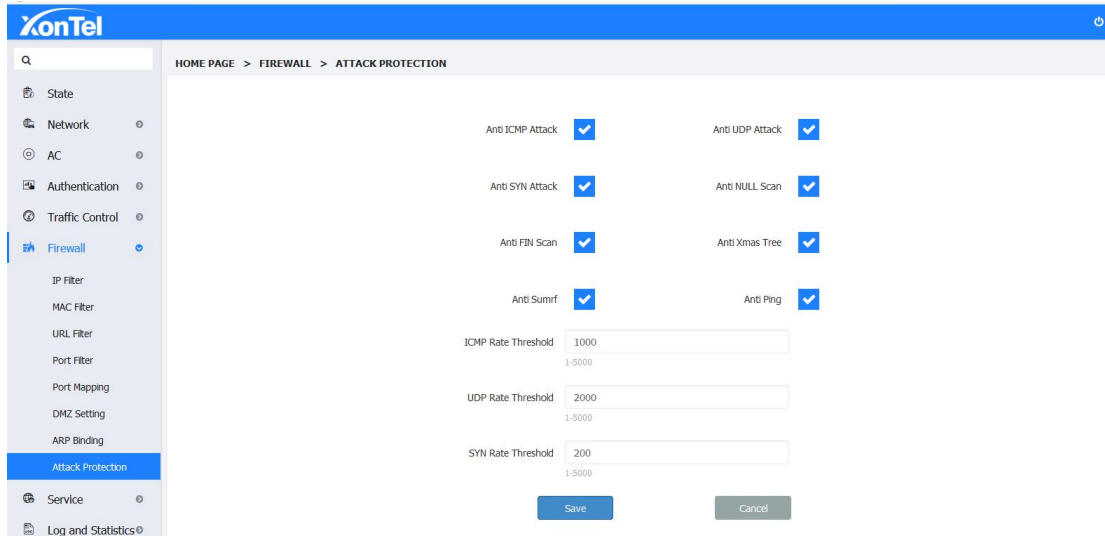 XonTel
HOME PAGE > FIREWALL > ATTACK PROTECTION
State
Network
AC
Authentication
Traffic Control
Firewall
IP Filter
MAC Filter
URL Filter
Port Filter
Port Mapping
DMZ Setting
ARP Binding
Attack Protection
Service
Log and Statistics
Anti ICMP Attack
Anti UDP Attack
Anti SYN Attack
Anti NULL Scan
Anti FIN Scan
Anti Xmas Tree
Anti Sumrf
Anti Ping
ICMP Rate Threshold 1000
1-5000
UDP Rate Threshold 2000
1-5000
SYN Rate Threshold 200
1-5000
Save Cancel